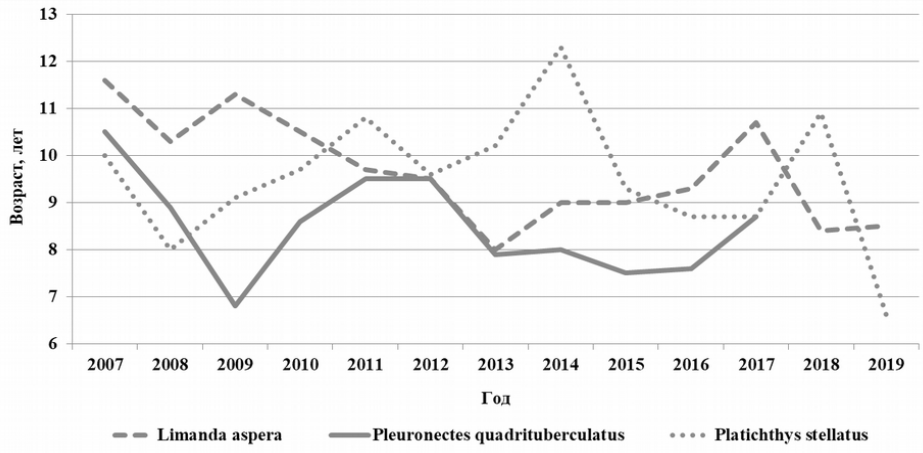 13
12
11
10
9
8
7
6
Возраст, лет
2007 2008 2009 2010 2011 2012 2013 2014 2015 2016 2017 2018 2019
Год
Limanda aspera Pleuronectes quadrituberculatus Platichthys stellatus